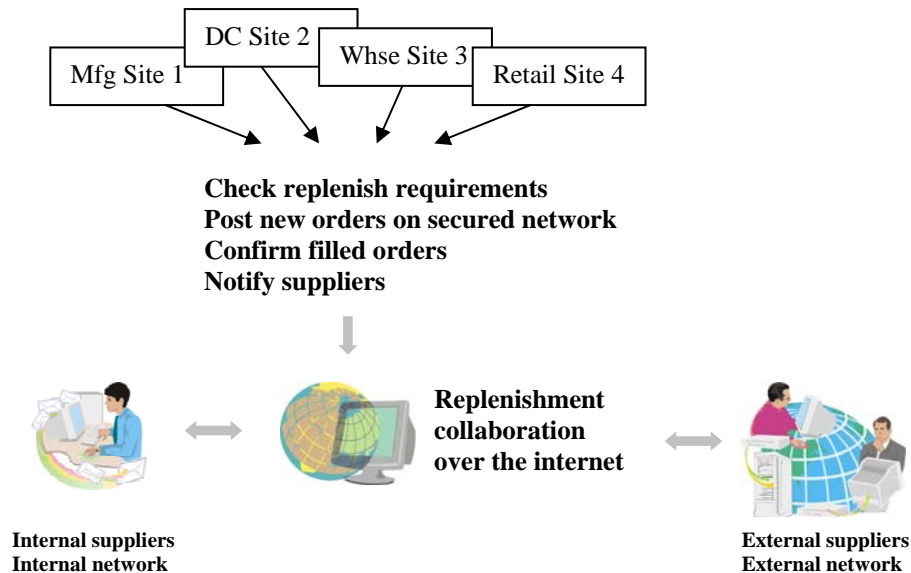 DC Site 2
Whse Site 3
Mfg Site 1
Retail Site 4
Check replenish requirements
Post new orders on secured network
Confirm filled orders
Notify suppliers
Replenishment
collaboration
over the internet
Internal suppliers
Internal network
External suppliers
External network